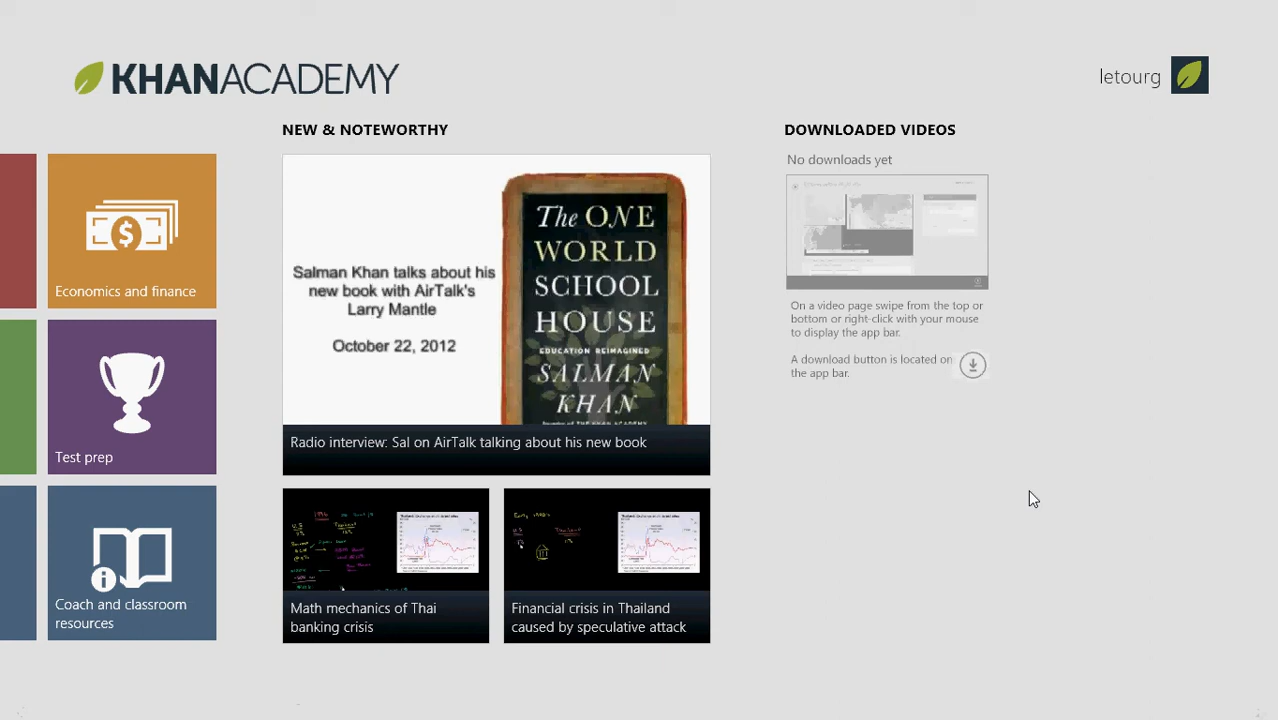 KHANACADEMY
letourg
NEW & NOTEWORTHY
DOWNLOADED VIDEOS
Economics and finance
Test prep
Coach and classroom
resources
Salman Khan talks about his
new book with AirTalk's
Larry Mantle
October 22, 2012
The ONE
WORLD
SCHOOL
HOUSE
EDUCATION REIMAGINED
SALMAN
KHAN
Radio interview: Sal on AirTalk talking about his new book
Math mechanics of Thai
banking crisis
Financial crisis in Thailand
caused by speculative attack
No downloads yet
On a video page swipe from the top or
bottom or right-click with your mouse
to display the app bar.
A download button is located on
the app bar.